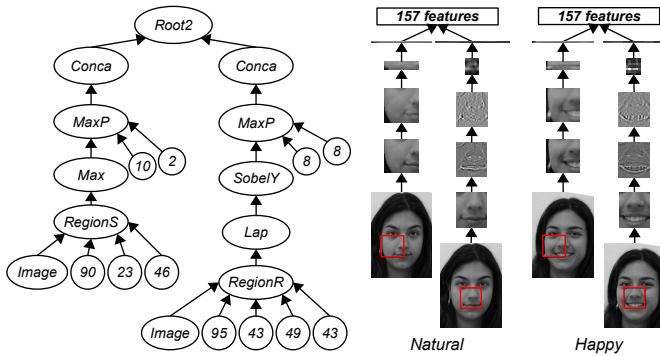 Root2
Conca
Conca
MaxP
MaxP
10
2
8
8
Max
SobelY
RegionS
Lap
Image
90
23
46
RegionR
Image
95
43
49
43
157 features
157 features
Natural
Happy